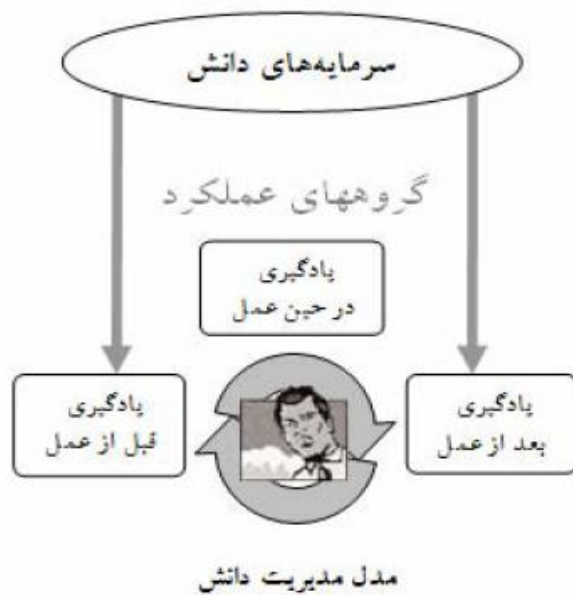 سرمایه‌های دانش
گروههای عملکرد
یادگیری
در حین عمل
یادگیری
بعد از عمل
یادگیری
قبل از عمل
مدل مدیریت دانش